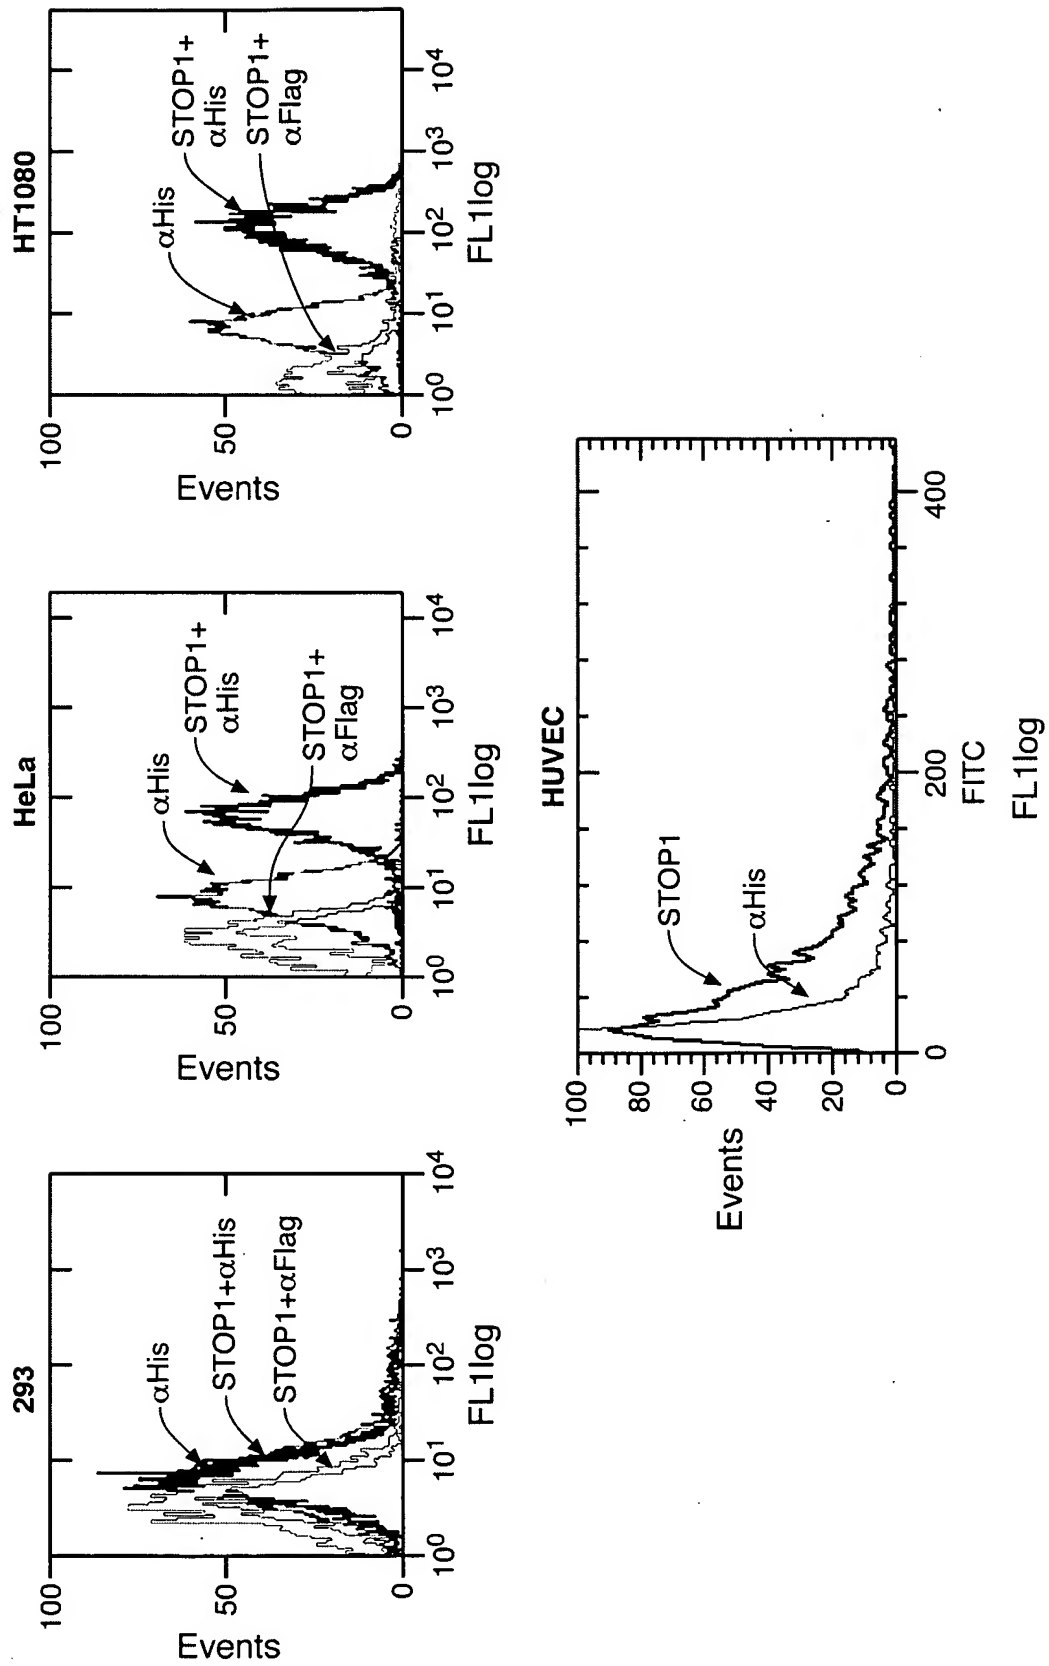 293
100
50
0
Events
αHis
STOP1+αHis
STOP1+αFlag
10⁰
10¹
10²
10³
10⁴
FL1log
HeLa
100
50
0
Events
αHis
STOP1+
αHis
STOP1+
αFlag
10⁰
10¹
10²
10³
10⁴
FL1log
HT1080
100
50
0
Events
αHis
STOP1+
αHis
STOP1+
αFlag
10⁰
10¹
10²
10³
10⁴
FL1log
HUVEC
100
80
60
40
20
0
Events
STOP1
αHis
0
200
400
FITC
FL1log